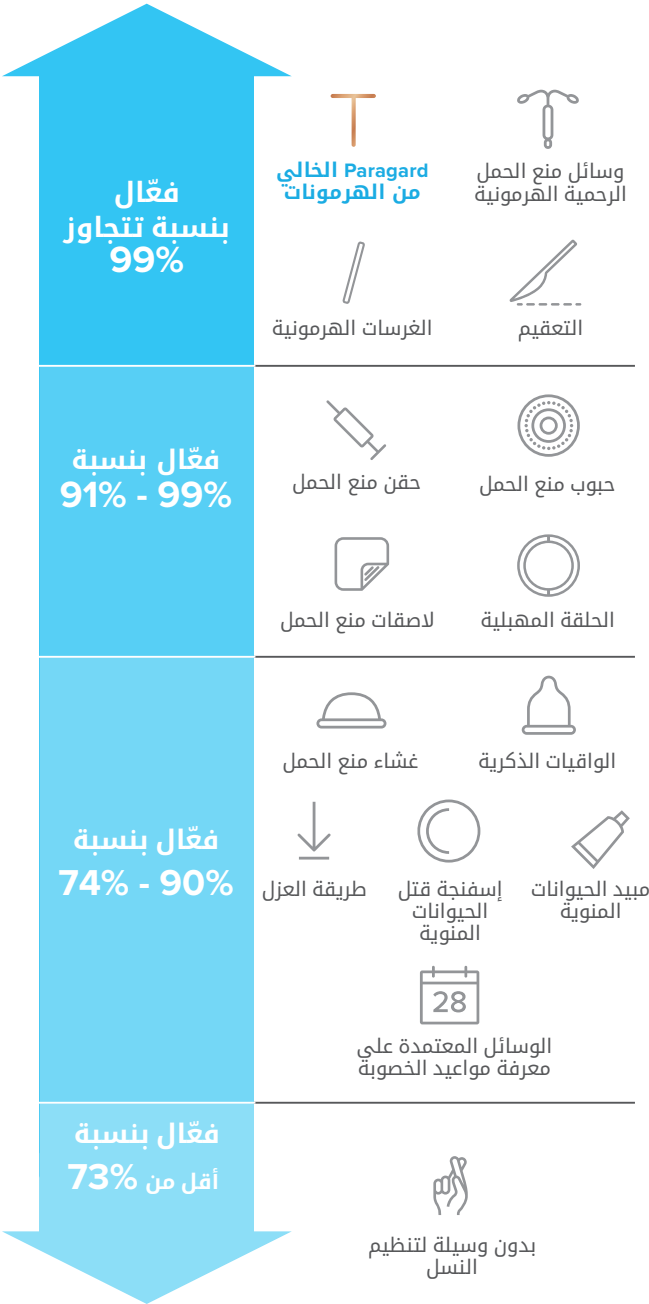 فعّال
بنسبة تتجاوز
99%
وسائل منع الحمل
الرحمية الهرمونية
Paragard الخالي
من الهرمونات
التعقيم
الغرسات الهرمونية
فعّال بنسبة
91% - 99%
حبوب منع الحمل
حقن منع الحمل
الحلقة المهبلية
لاصقات منع الحمل
فعّال بنسبة
74% - 90%
الواقيات الذكرية
غشاء منع الحمل
مبيد الحيوانات
المنوية
إسفنجة قتل
الحيوانات
المنوية
طريقة العزل
28
الوسائل المعتمدة على
معرفة مواعيد الخصوبة
فعّال بنسبة
أقل من 73%
بدون وسيلة لتنظيم
النسل